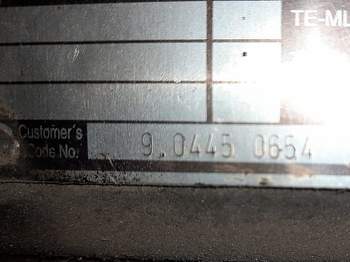 TE-ML
Customer's
Code No.
9.0445 0654